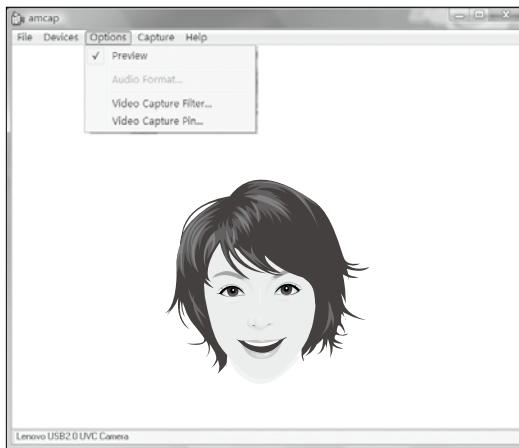 amcap
File Devices Options Capture Help
✓ Preview
Audio Format...
Video Capture Filter...
Video Capture Pin...
Lenovo USB2.0 UVC Camera